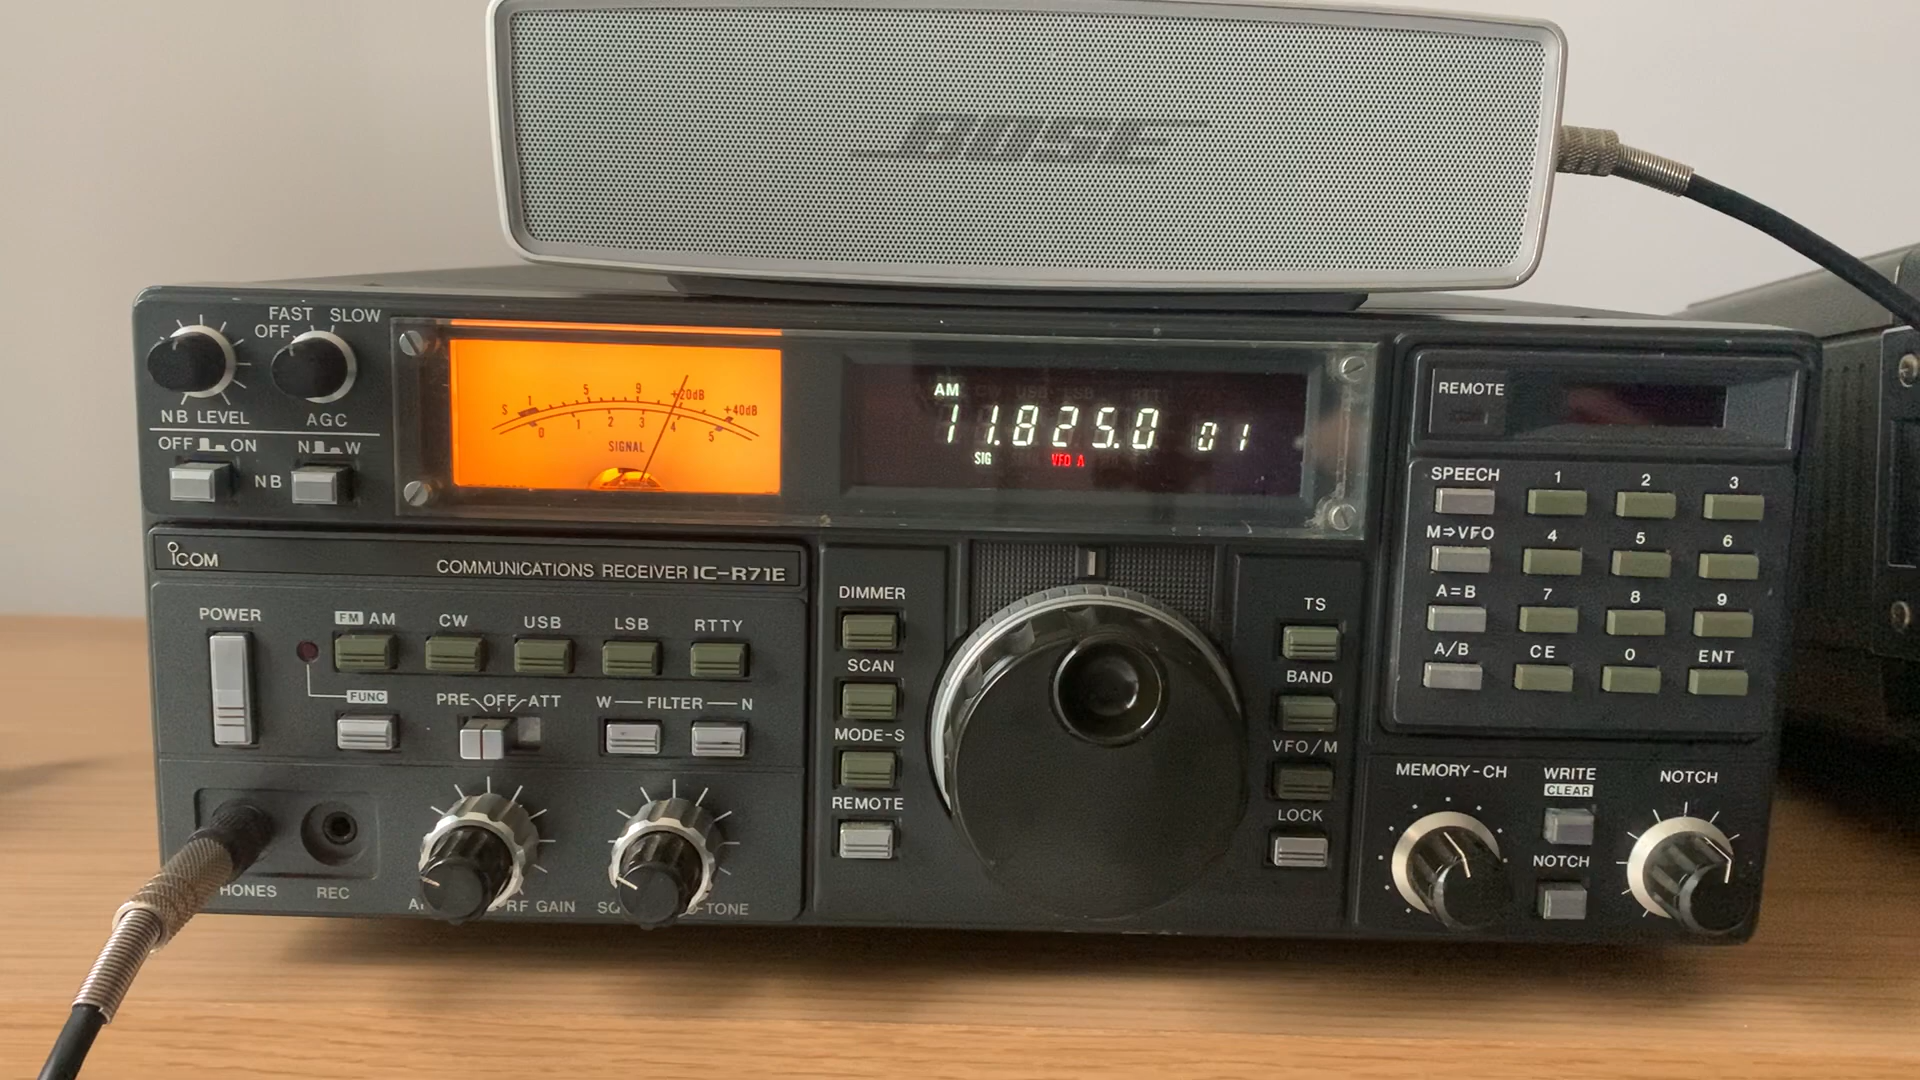 BOSE
FAST SLOW
OFF
NB LEVEL AGC
OFF ON N W
NB
S 1 5 9 +20dB +40dB
0 1 2 3 4 5
SIGNAL
AM
11.825.0 01
SIG VFO A
REMOTE
SPEECH 1 2 3
M⇒VFO 4 5 6
A=B 7 8 9
A/B CE 0 ENT
ICOM COMMUNICATIONS RECEIVER IC-R71E
POWER FM AM CW USB LSB RTTY
FUNC PRE OFF ATT W FILTER N
HONES REC RF GAIN TONE
DIMMER
SCAN
MODE-S
REMOTE
TS
BAND
VFO/M
LOCK
MEMORY-CH WRITE NOTCH
CLEAR
NOTCH